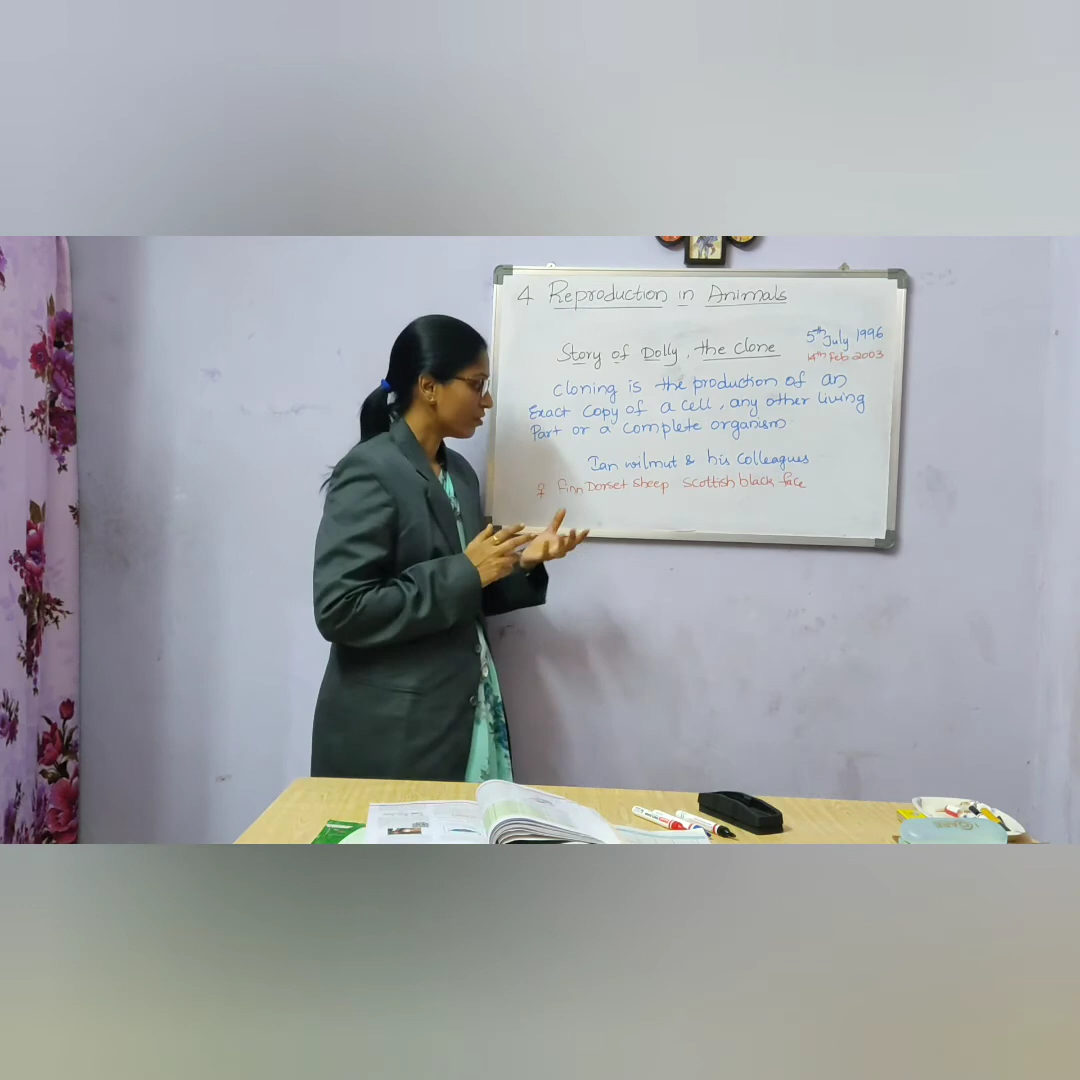 4 Reproduction in Animals
5th July 1996
Story of Dolly, the clone
14th Feb 2003
Cloning is the production of an
Exact copy of a cell, any other living
Part or a complete organism
Ian wilmut & his Colleagues
♀ Finn Dorset sheep Scottish black face